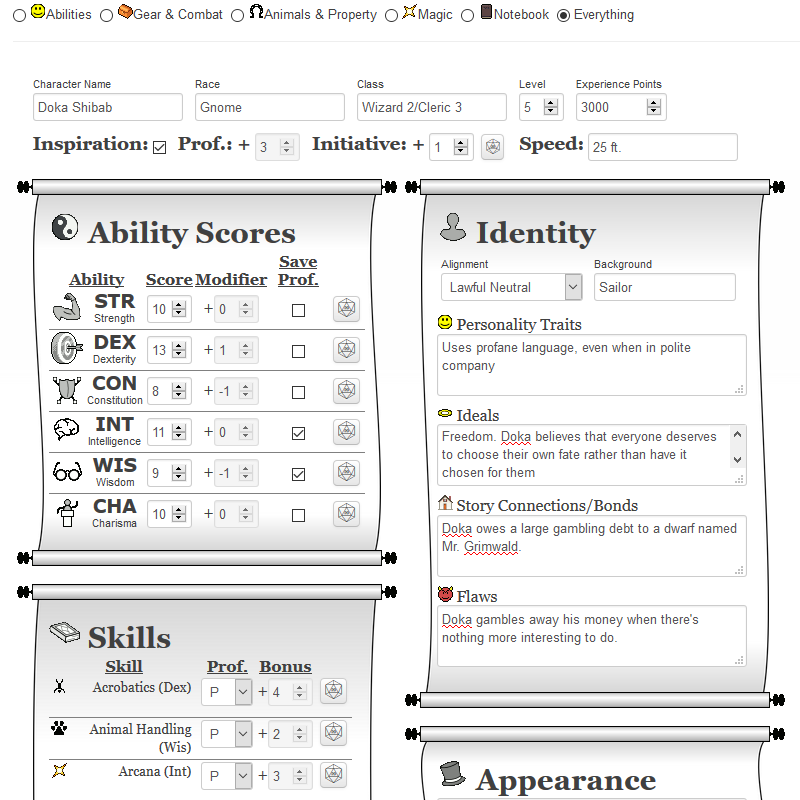 Abilities Gear & Combat Animals & Property Magic Notebook Everything
Character Name Race Class Level Experience Points
Doka Shibab Gnome Wizard 2/Cleric 3 5 3000
Inspiration: Prof.: + 3 Initiative: + 1 Speed: 25 ft.
Ability Scores
Ability Score Modifier Save Prof.
STR 10 + 0
Strength
DEX 13 + 1
Dexterity
CON 8 + -1
Constitution
INT 11 + 0
Intelligence
WIS 9 + -1
Wisdom
CHA 10 + 0
Charisma
Skills
Skill Prof. Bonus
Acrobatics (Dex) P + 4
Animal Handling P + 2
(Wis)
Arcana (Int) P + 3
Identity
Alignment Background
Lawful Neutral Sailor
Personality Traits
Uses profane language, even when in polite
company
Ideals
Freedom. Doka believes that everyone deserves
to choose their own fate rather than have it
chosen for them
Story Connections/Bonds
Doka owes a large gambling debt to a dwarf named
Mr. Grimwald.
Flaws
Doka gambles away his money when there's
nothing more interesting to do.
Appearance